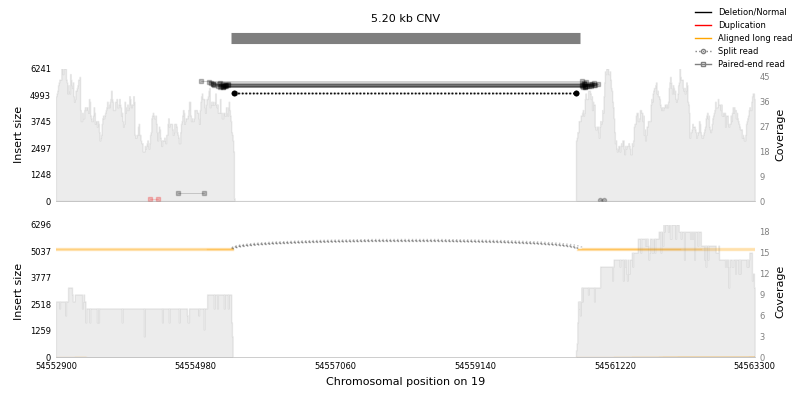 5.20 kb CNV
Deletion/Normal
Duplication
Aligned long read
Split read
Paired-end read
Insert size
6241
4993
3745
2497
1248
0
45
36
27
18
9
0
Coverage
Insert size
6296
5037
3777
2518
1259
0
18
15
12
9
6
3
0
Coverage
54552900
54554980
54557060
54559140
54561220
54563300
Chromosomal position on 19